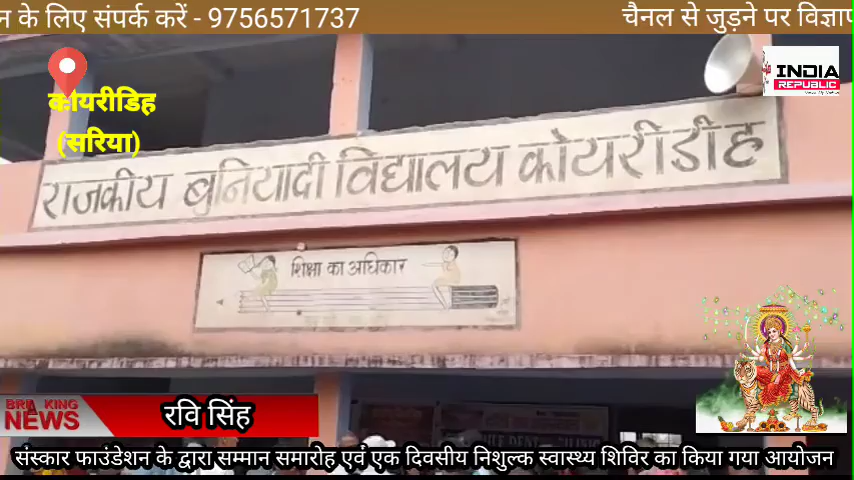 न के लिए संपर्क करें - 9756571737
चैनल से जुड़ने पर विज्ञाप
INDIA
REPUBLIC
कोयरीडिह
(सरिया)
राजकीय बुनियादी विद्यालय कोयरीडीह
शिक्षा का अधिकार
BREAKING
NEWS
रवि सिंह
संस्कार फाउंडेशन के द्वारा सम्मान समारोह एवं एक दिवसीय निशुल्क स्वास्थ्य शिविर का किया गया आयोजन